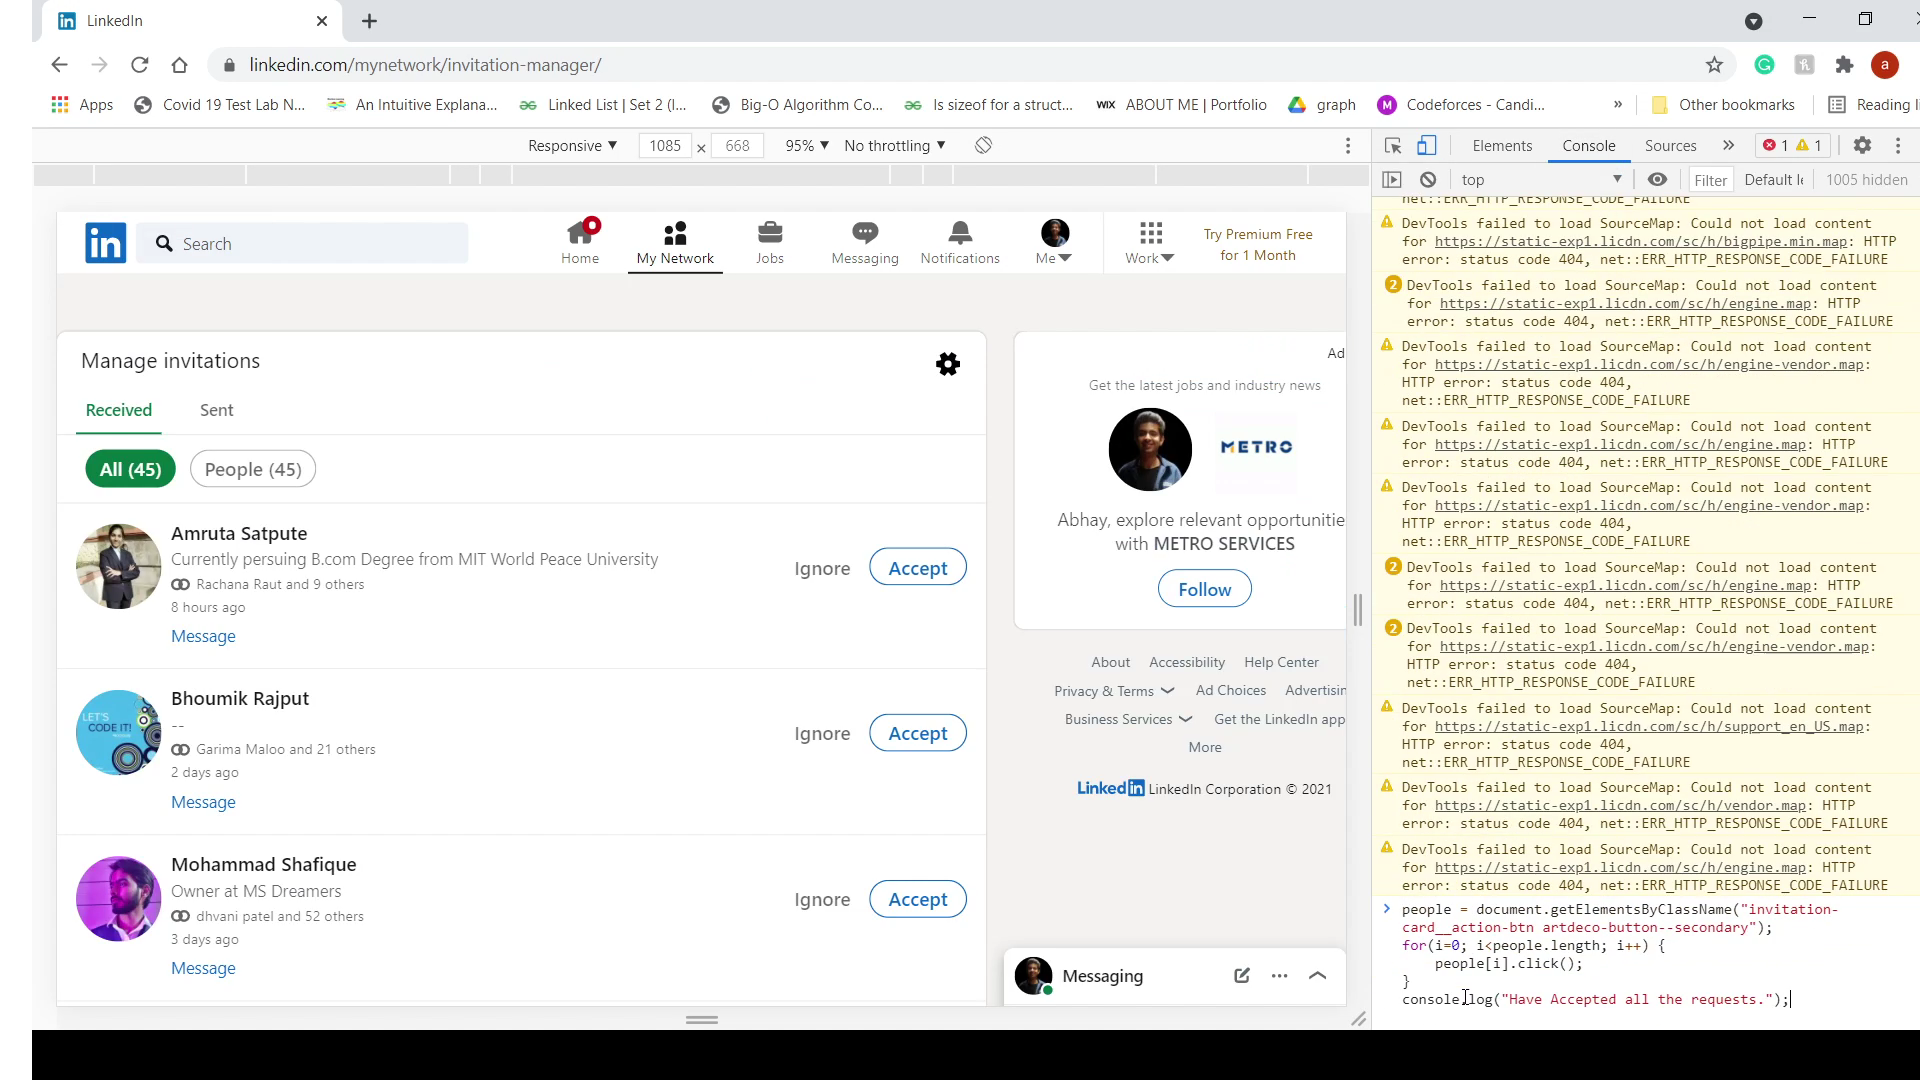 LinkedIn
linkedin.com/mynetwork/invitation-manager/
a
Apps Covid 19 Test Lab N... An Intuitive Explana... Linked List | Set 2 (I... Big-O Algorithm Co... Is sizeof for a struct... WIX ABOUT ME | Portfolio graph M Codeforces - Candi... » Other bookmarks Reading li
Responsive 1085 x 668 95% No throttling
Elements Console Sources » 1 1
top Filter Default le 1005 hidden
in Search
Home My Network Jobs Messaging Notifications Me Work
Try Premium Free
for 1 Month
Manage invitations
Received Sent
All (45) People (45)
Amruta Satpute
Currently persuing B.com Degree from MIT World Peace University
Rachana Raut and 9 others
8 hours ago
Message
Ignore Accept
Bhoumik Rajput
--
Garima Maloo and 21 others
2 days ago
Message
Ignore Accept
LET'S
CODE IT!
Mohammad Shafique
Owner at MS Dreamers
dhvani patel and 52 others
3 days ago
Message
Ignore Accept
Ad
Get the latest jobs and industry news
METRO
Abhay, explore relevant opportunitie
with METRO SERVICES
Follow
About Accessibility Help Center
Privacy & Terms Ad Choices Advertisin
Business Services Get the LinkedIn app
More
LinkedIn LinkedIn Corporation © 2021
Messaging
net::ERR_HTTP_RESPONSE_CODE_FAILURE
DevTools failed to load SourceMap: Could not load content
for https://static-exp1.licdn.com/sc/h/bigpipe.min.map: HTTP
error: status code 404, net::ERR_HTTP_RESPONSE_CODE_FAILURE
2 DevTools failed to load SourceMap: Could not load content
for https://static-exp1.licdn.com/sc/h/engine.map: HTTP
error: status code 404, net::ERR_HTTP_RESPONSE_CODE_FAILURE
DevTools failed to load SourceMap: Could not load content
for https://static-exp1.licdn.com/sc/h/engine-vendor.map:
HTTP error: status code 404,
net::ERR_HTTP_RESPONSE_CODE_FAILURE
DevTools failed to load SourceMap: Could not load content
for https://static-exp1.licdn.com/sc/h/engine.map: HTTP
error: status code 404, net::ERR_HTTP_RESPONSE_CODE_FAILURE
DevTools failed to load SourceMap: Could not load content
for https://static-exp1.licdn.com/sc/h/engine-vendor.map:
HTTP error: status code 404,
net::ERR_HTTP_RESPONSE_CODE_FAILURE
2 DevTools failed to load SourceMap: Could not load content
for https://static-exp1.licdn.com/sc/h/engine.map: HTTP
error: status code 404, net::ERR_HTTP_RESPONSE_CODE_FAILURE
2 DevTools failed to load SourceMap: Could not load content
for https://static-exp1.licdn.com/sc/h/engine-vendor.map:
HTTP error: status code 404,
net::ERR_HTTP_RESPONSE_CODE_FAILURE
DevTools failed to load SourceMap: Could not load content
for https://static-exp1.licdn.com/sc/h/support_en_US.map:
HTTP error: status code 404,
net::ERR_HTTP_RESPONSE_CODE_FAILURE
DevTools failed to load SourceMap: Could not load content
for https://static-exp1.licdn.com/sc/h/vendor.map: HTTP
error: status code 404, net::ERR_HTTP_RESPONSE_CODE_FAILURE
DevTools failed to load SourceMap: Could not load content
for https://static-exp1.licdn.com/sc/h/engine.map: HTTP
error: status code 404, net::ERR_HTTP_RESPONSE_CODE_FAILURE
people = document.getElementsByClassName("invitation-
card__action-btn artdeco-button--secondary");
for(i=0; i<people.length; i++) {
people[i].click();
}
console.log("Have Accepted all the requests.");